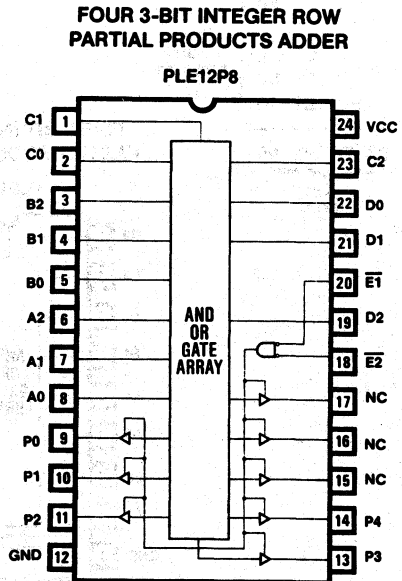 FOUR 3-BIT INTEGER ROW
PARTIAL PRODUCTS ADDER
PLE12P8
C1 1 24 VCC
C0 2 23 C2
B2 3 22 D0
B1 4 21 D1
B0 5 20 E1
A2 6 19 D2
AND
OR
GATE
ARRAY
A1 7 18 E2
A0 8 17 NC
P0 9 16 NC
P1 10 15 NC
P2 11 14 P4
GND 12 13 P3